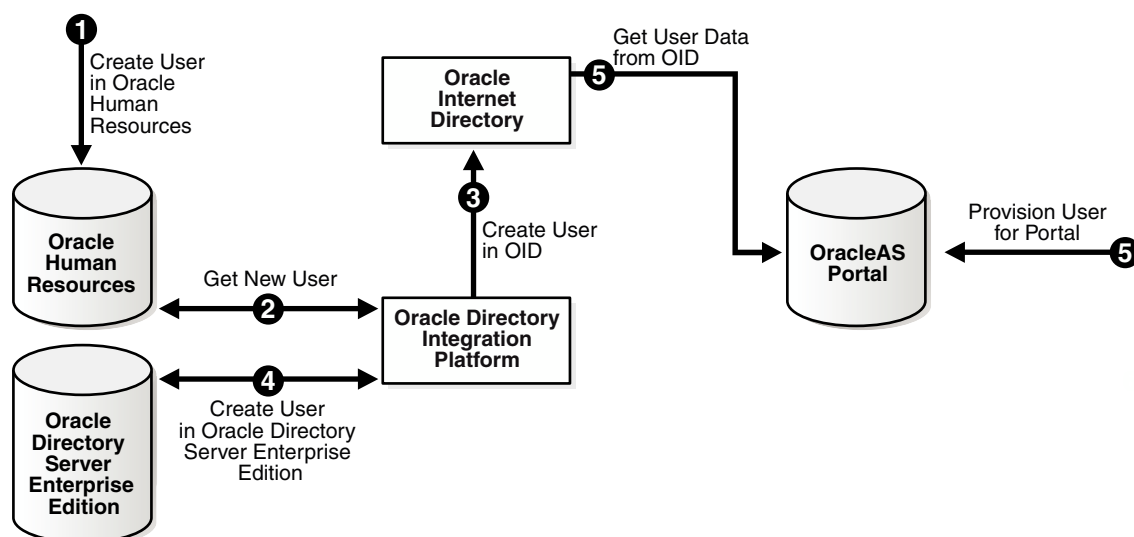 1
Create User
in Oracle
Human
Resources
Oracle
Human
Resources
Get New User
2
Oracle
Directory
Server
Enterprise
Edition
4
Create User
in Oracle Directory
Server Enterprise
Edition
Oracle
Internet
Directory
3
Create User
in OID
Oracle Directory
Integration
Platform
Get User Data
from OID
5
OracleAS
Portal
Provision User
for Portal
5